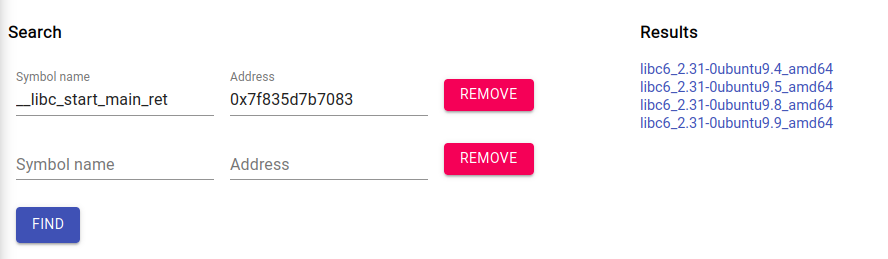 Search
Symbol name
Address
__libc_start_main_ret
0x7f835d7b7083
REMOVE
Symbol name
Address
REMOVE
FIND
Results
libc6_2.31-0ubuntu9.4_amd64
libc6_2.31-0ubuntu9.5_amd64
libc6_2.31-0ubuntu9.8_amd64
libc6_2.31-0ubuntu9.9_amd64